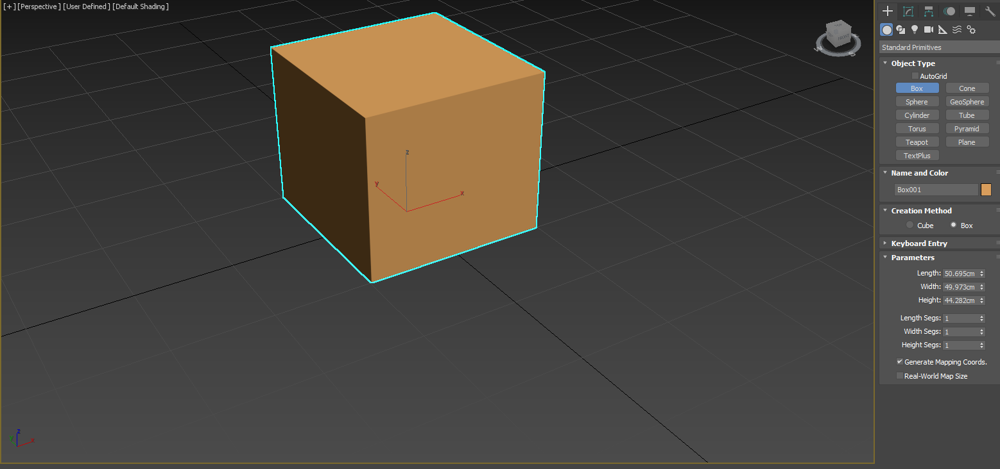 [+] [Perspective ] [User Defined ] [Default Shading ]
Standard Primitives
Object Type
AutoGrid
Box Cone
Sphere GeoSphere
Cylinder Tube
Torus Pyramid
Teapot Plane
TextPlus
Name and Color
Box001
Creation Method
Cube Box
Keyboard Entry
Parameters
Length: 50.695cm
Width: 49.973cm
Height: 44.282cm
Length Segs: 1
Width Segs: 1
Height Segs: 1
Generate Mapping Coords.
Real-World Map Size
FRONT
W
S
z
y
x
z
y
x